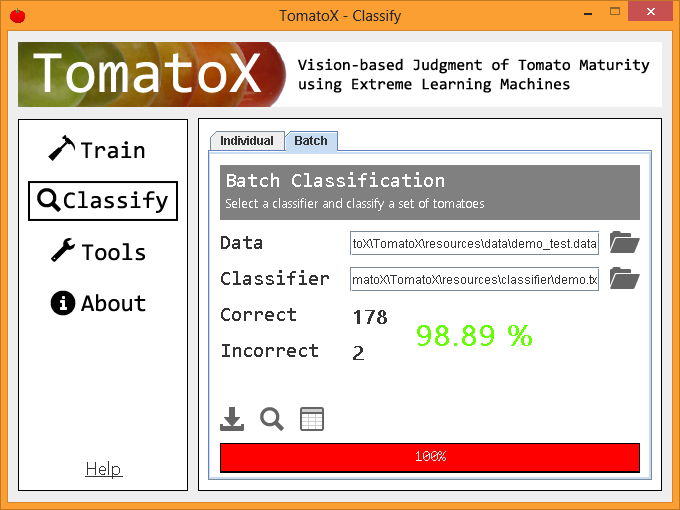 TomatoX - Classify
TomatoX
Vision-based Judgment of Tomato Maturity
using Extreme Learning Machines
Train
Classify
Tools
About
Help
Individual
Batch
Batch Classification
Select a classifier and classify a set of tomatoes
Data
toX\TomatoX\resources\data\demo_test.data
Classifier
matoX\TomatoX\resources\classifier\demo.tx
Correct
178
Incorrect
2
98.89 %
100%